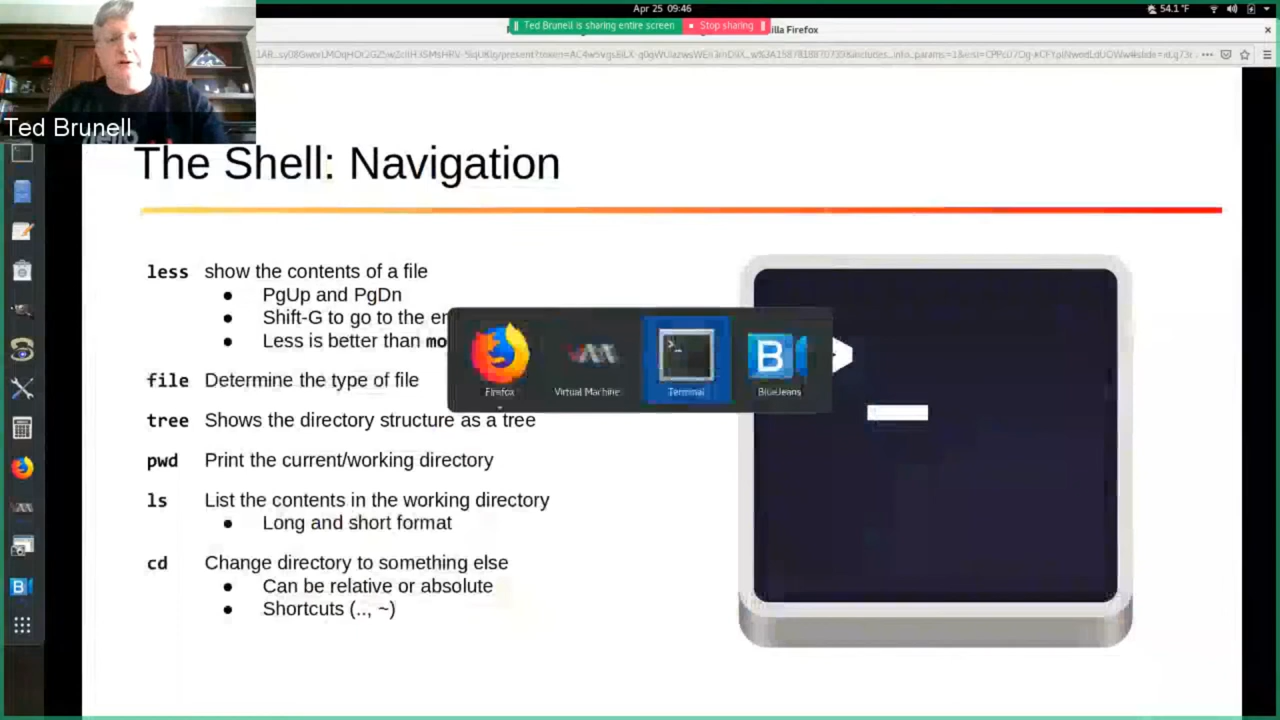 Apr 25 09:46
54.1 °F
Ted Brunell is sharing entire screen
Stop sharing
illa Firefox
Ted Brunell
The Shell: Navigation
less show the contents of a file
● PgUp and PgDn
● Shift-G to go to the en
● Less is better than mo
Firefox
Virtual Machine
Terminal
BlueJeans
file Determine the type of file
tree Shows the directory structure as a tree
pwd Print the current/working directory
ls List the contents in the working directory
● Long and short format
cd Change directory to something else
● Can be relative or absolute
● Shortcuts (.., ~)